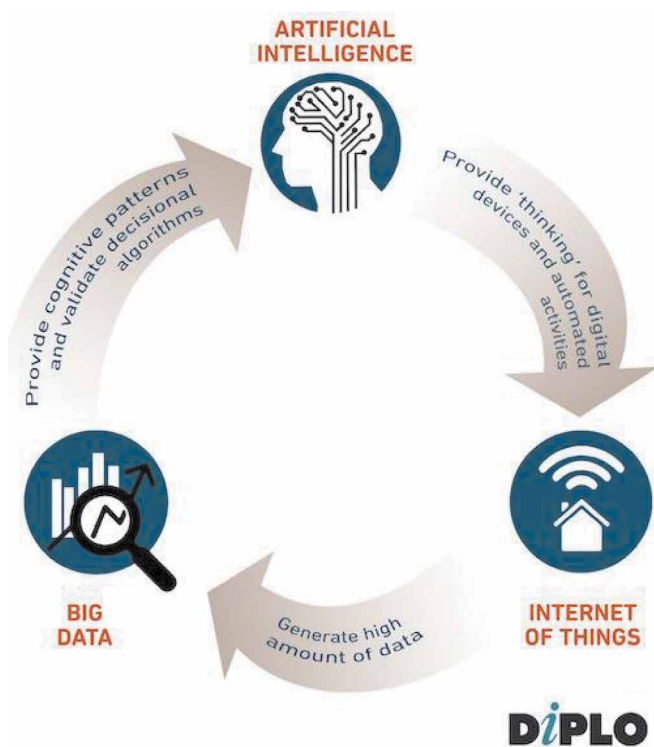 ARTIFICIAL
INTELLIGENCE
Provide 'thinking' for digital
devices and automated
activities
INTERNET
OF THINGS
Generate high
amount of data
BIG
DATA
Provide cognitive patterns
and validate decisional
algorithms
DiPLO